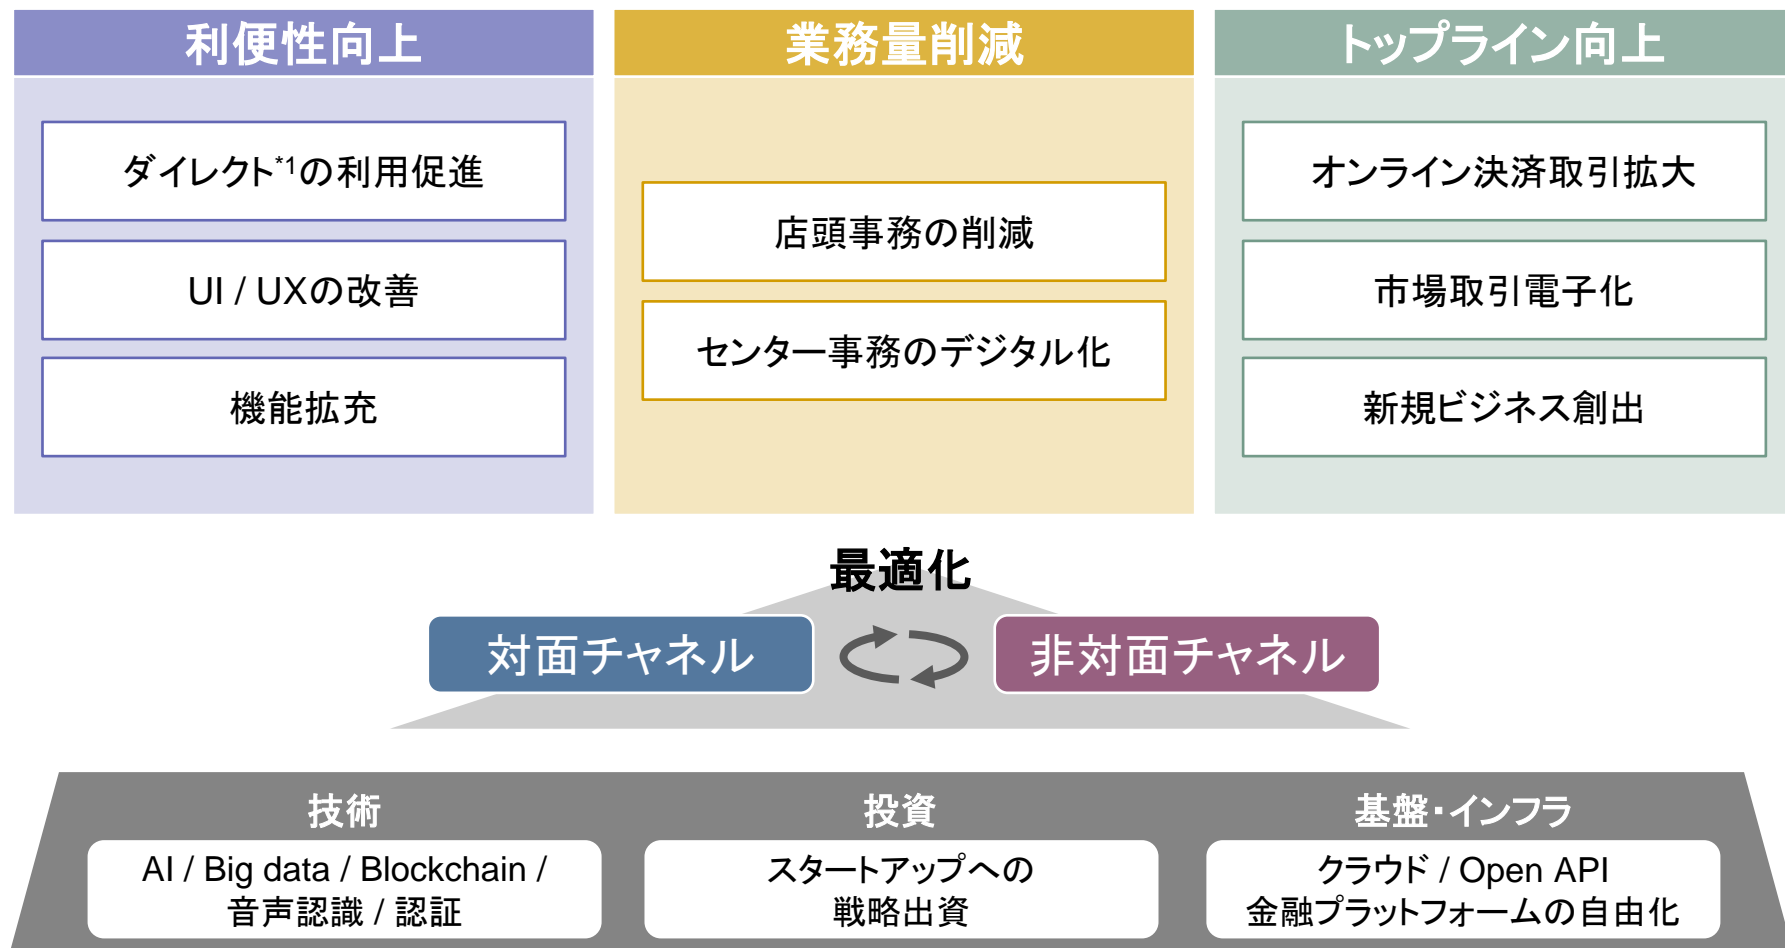 利便性向上
ダイレクト*1の利用促進
UI / UXの改善
機能拡充
業務量削減
店頭事務の削減
センター事務のデジタル化
トップライン向上
オンライン決済取引拡大
市場取引電子化
新規ビジネス創出
最適化
対面チャネル
非対面チャネル
技術
AI / Big data / Blockchain /
音声認識 / 認証
投資
スタートアップへの
戦略出資
基盤・インフラ
クラウド / Open API
金融プラットフォームの自由化